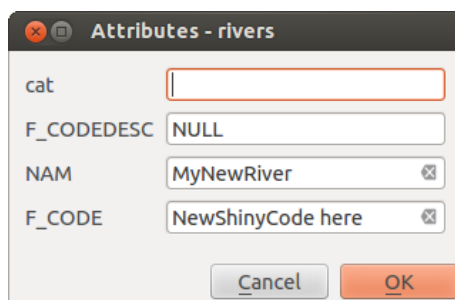 Attributes - rivers
cat
F_CODEDESC NULL
NAM MyNewRiver
F_CODE NewShinyCode here
Cancel OK